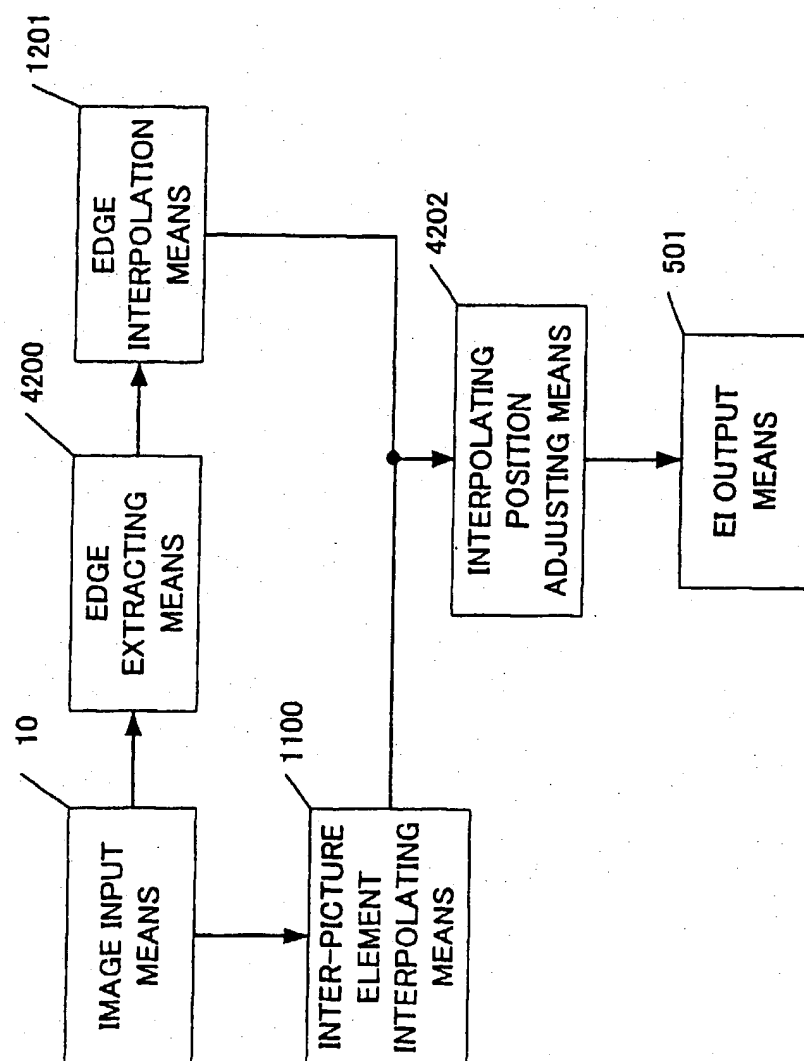 10
IMAGE INPUT
MEANS
4200
EDGE
EXTRACTING
MEANS
1201
EDGE
INTERPOLATION
MEANS
1100
INTER-PICTURE
ELEMENT
INTERPOLATING
MEANS
4202
INTERPOLATING
POSITION
ADJUSTING MEANS
501
EI OUTPUT
MEANS